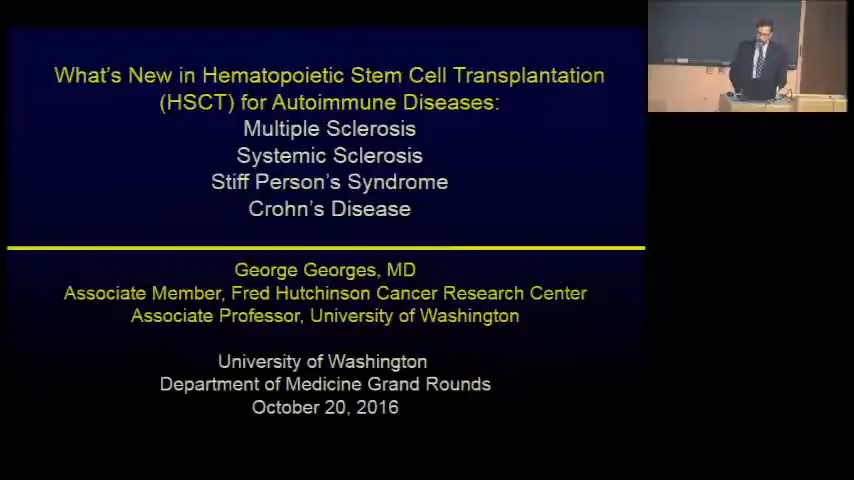 What's New in Hematopoietic Stem Cell Transplantation
(HSCT) for Autoimmune Diseases:
Multiple Sclerosis
Systemic Sclerosis
Stiff Person's Syndrome
Crohn's Disease
George Georges, MD
Associate Member, Fred Hutchinson Cancer Research Center
Associate Professor, University of Washington
University of Washington
Department of Medicine Grand Rounds
October 20, 2016